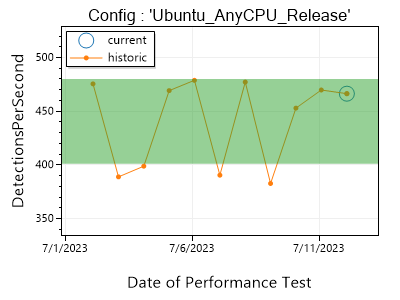 Config : 'Ubuntu_AnyCPU_Release'
current
historic
DetectionsPerSecond
500
450
400
350
7/1/2023
7/6/2023
7/11/2023
Date of Performance Test